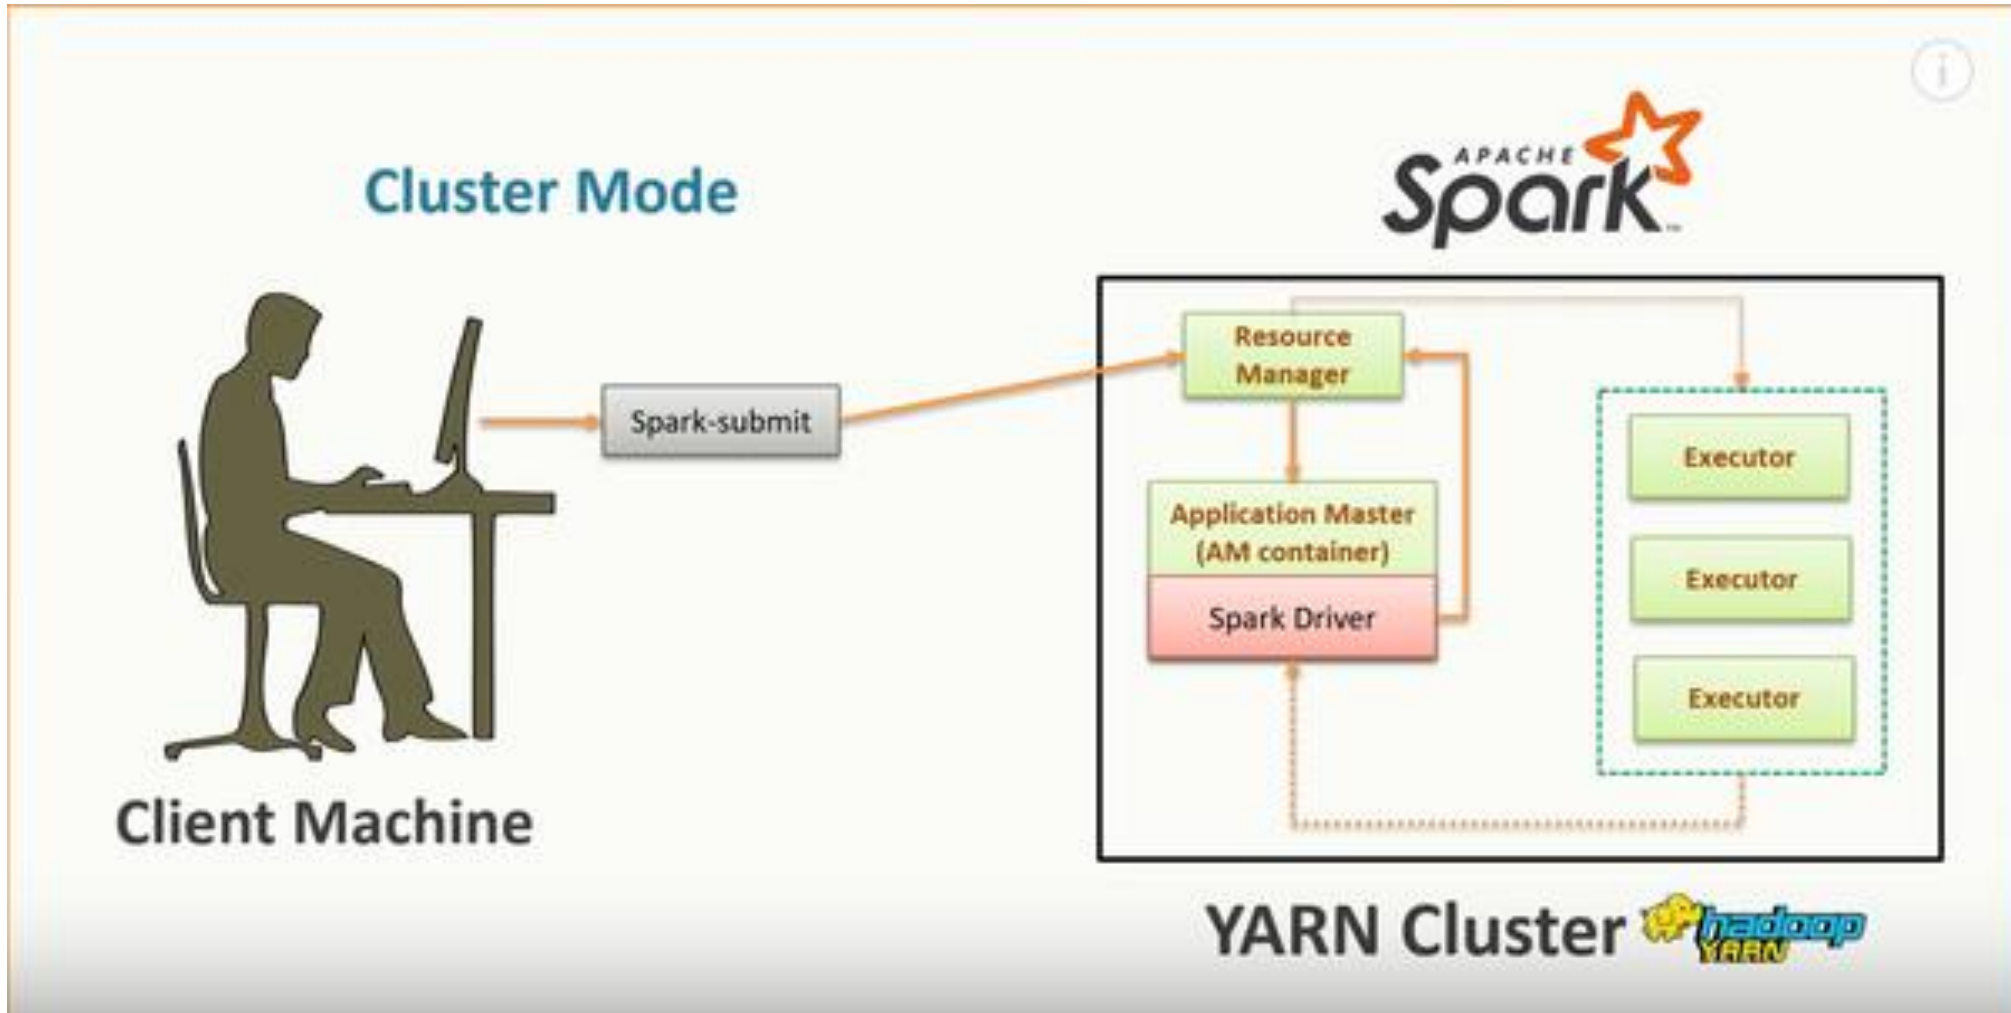 Cluster Mode
APACHE
Spark
TM
Spark-submit
Resource
Manager
Application Master
(AM container)
Spark Driver
Executor
Executor
Executor
Client Machine
YARN Cluster
hadoop
YARN